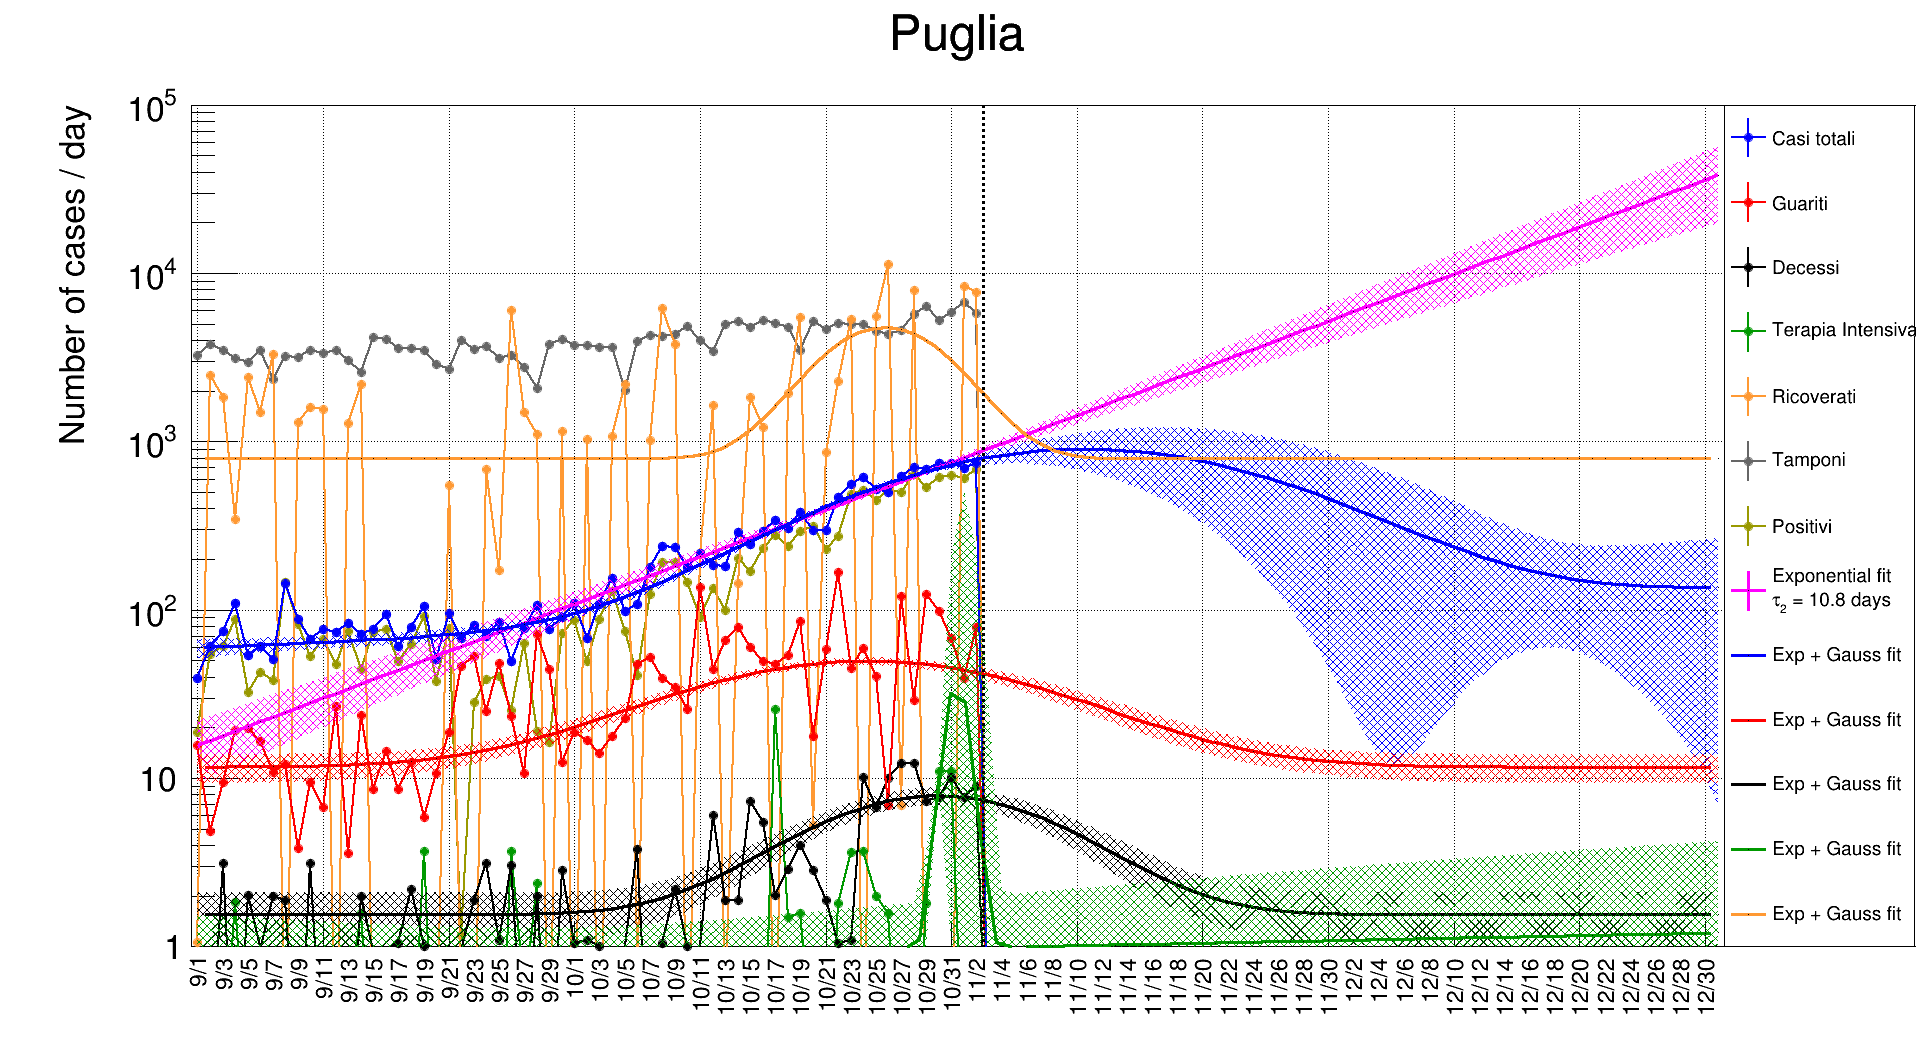 Puglia
Number of cases / day
10^5
10^4
10^3
10^2
10
1
9/1 9/3 9/5 9/7 9/9 9/11 9/13 9/15 9/17 9/19 9/21 9/23 9/25 9/27 9/29 10/1 10/3 10/5 10/7 10/9 10/11 10/13 10/15 10/17 10/19 10/21 10/23 10/25 10/27 10/29 10/31 11/2 11/4 11/6 11/8 11/10 11/12 11/14 11/16 11/18 11/20 11/22 11/24 11/26 11/28 11/30 12/2 12/4 12/6 12/8 12/10 12/12 12/14 12/16 12/18 12/20 12/22 12/24 12/26 12/28 12/30
Casi totali
Guariti
Decessi
Terapia Intensiva
Ricoverati
Tamponi
Positivi
Exponential fit
τ₂ = 10.8 days
Exp + Gauss fit
Exp + Gauss fit
Exp + Gauss fit
Exp + Gauss fit
Exp + Gauss fit